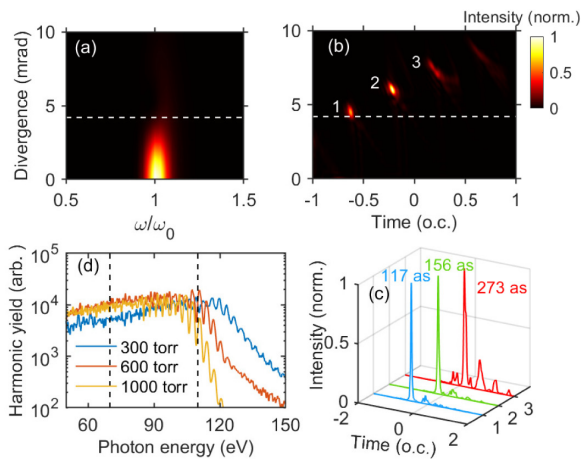 Intensity (norm.)
1
0.5
0
(a)
Divergence (mrad)
10
5
0
0.5
1
1.5
ω/ω0
(b)
1
2
3
10
5
0
-1
-0.5
0
0.5
1
Time (o.c.)
(d)
Harmonic yield (arb.)
10^5
10^4
10^3
10^2
300 torr
600 torr
1000 torr
60
90
120
150
Photon energy (eV)
(c)
117 as
156 as
273 as
Intensity (norm.)
1
0.5
0
-2
0
2
Time (o.c.)
1
2
3